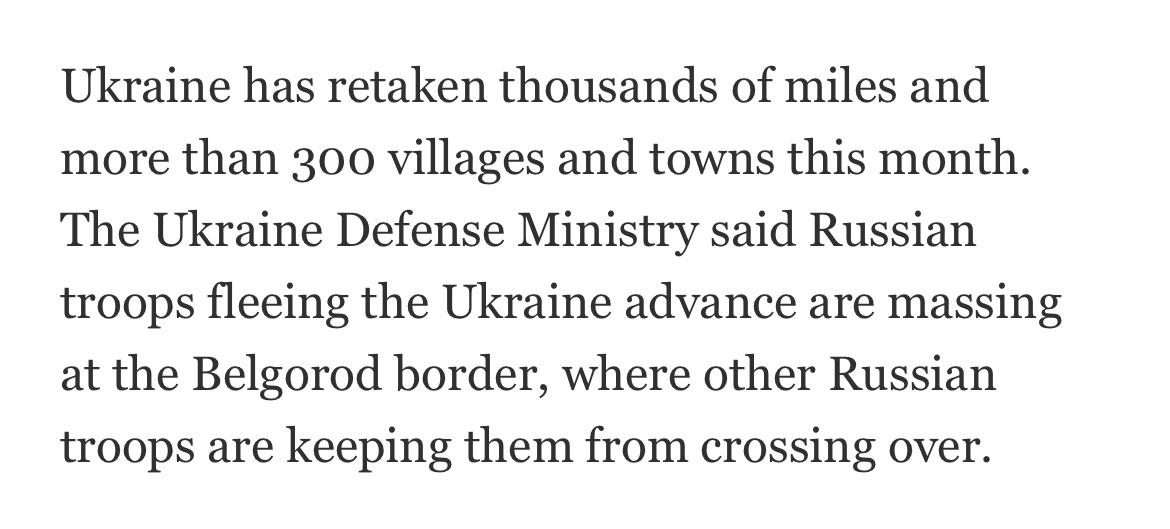 Ukraine has retaken thousands of miles and
more than 300 villages and towns this month.
The Ukraine Defense Ministry said Russian
troops fleeing the Ukraine advance are massing
at the Belgorod border, where other Russian
troops are keeping them from crossing over.